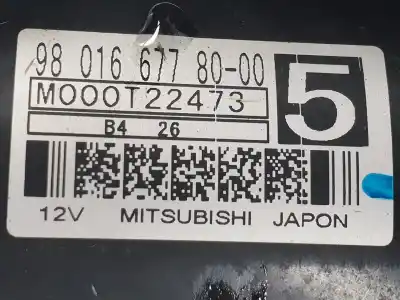 98 016 677 80-00
M000T22473
5
B4 26
12V MITSUBISHI JAPON